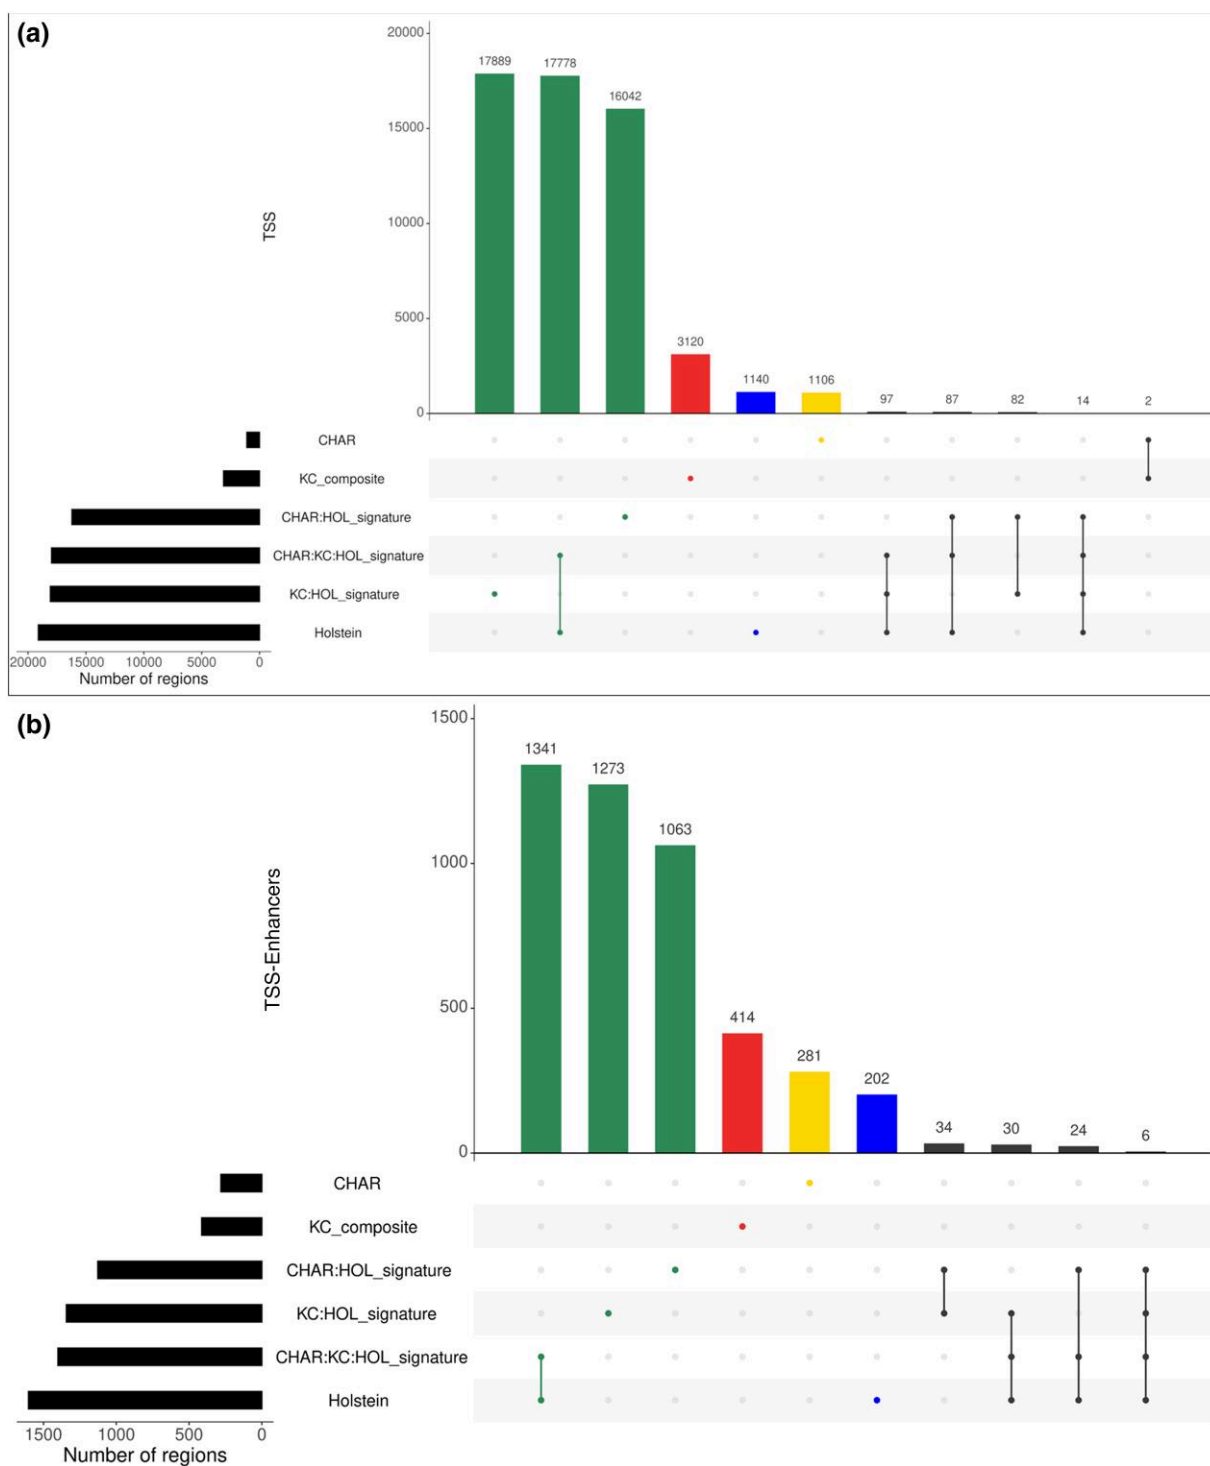 (a)
20000
17889
17778
16042
15000
TSS
10000
5000
3120
1140
1106
97
87
82
14
2
0
CHAR
KC_composite
CHAR:HOL_signature
CHAR:KC:HOL_signature
KC:HOL_signature
Holstein
20000 15000 10000 5000 0
Number of regions
(b)
1500
1341
1273
1063
1000
TSS-Enhancers
500
414
281
202
34
30
24
6
0
CHAR
KC_composite
CHAR:HOL_signature
KC:HOL_signature
CHAR:KC:HOL_signature
Holstein
1500 1000 500 0
Number of regions